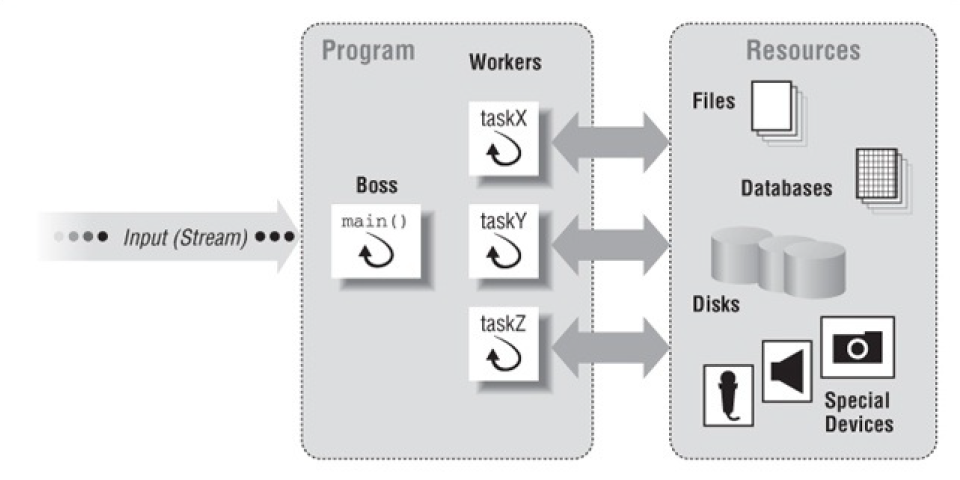 Program
Workers
taskX
Boss
main()
taskY
taskZ
Input (Stream)
Resources
Files
Databases
Disks
Special
Devices